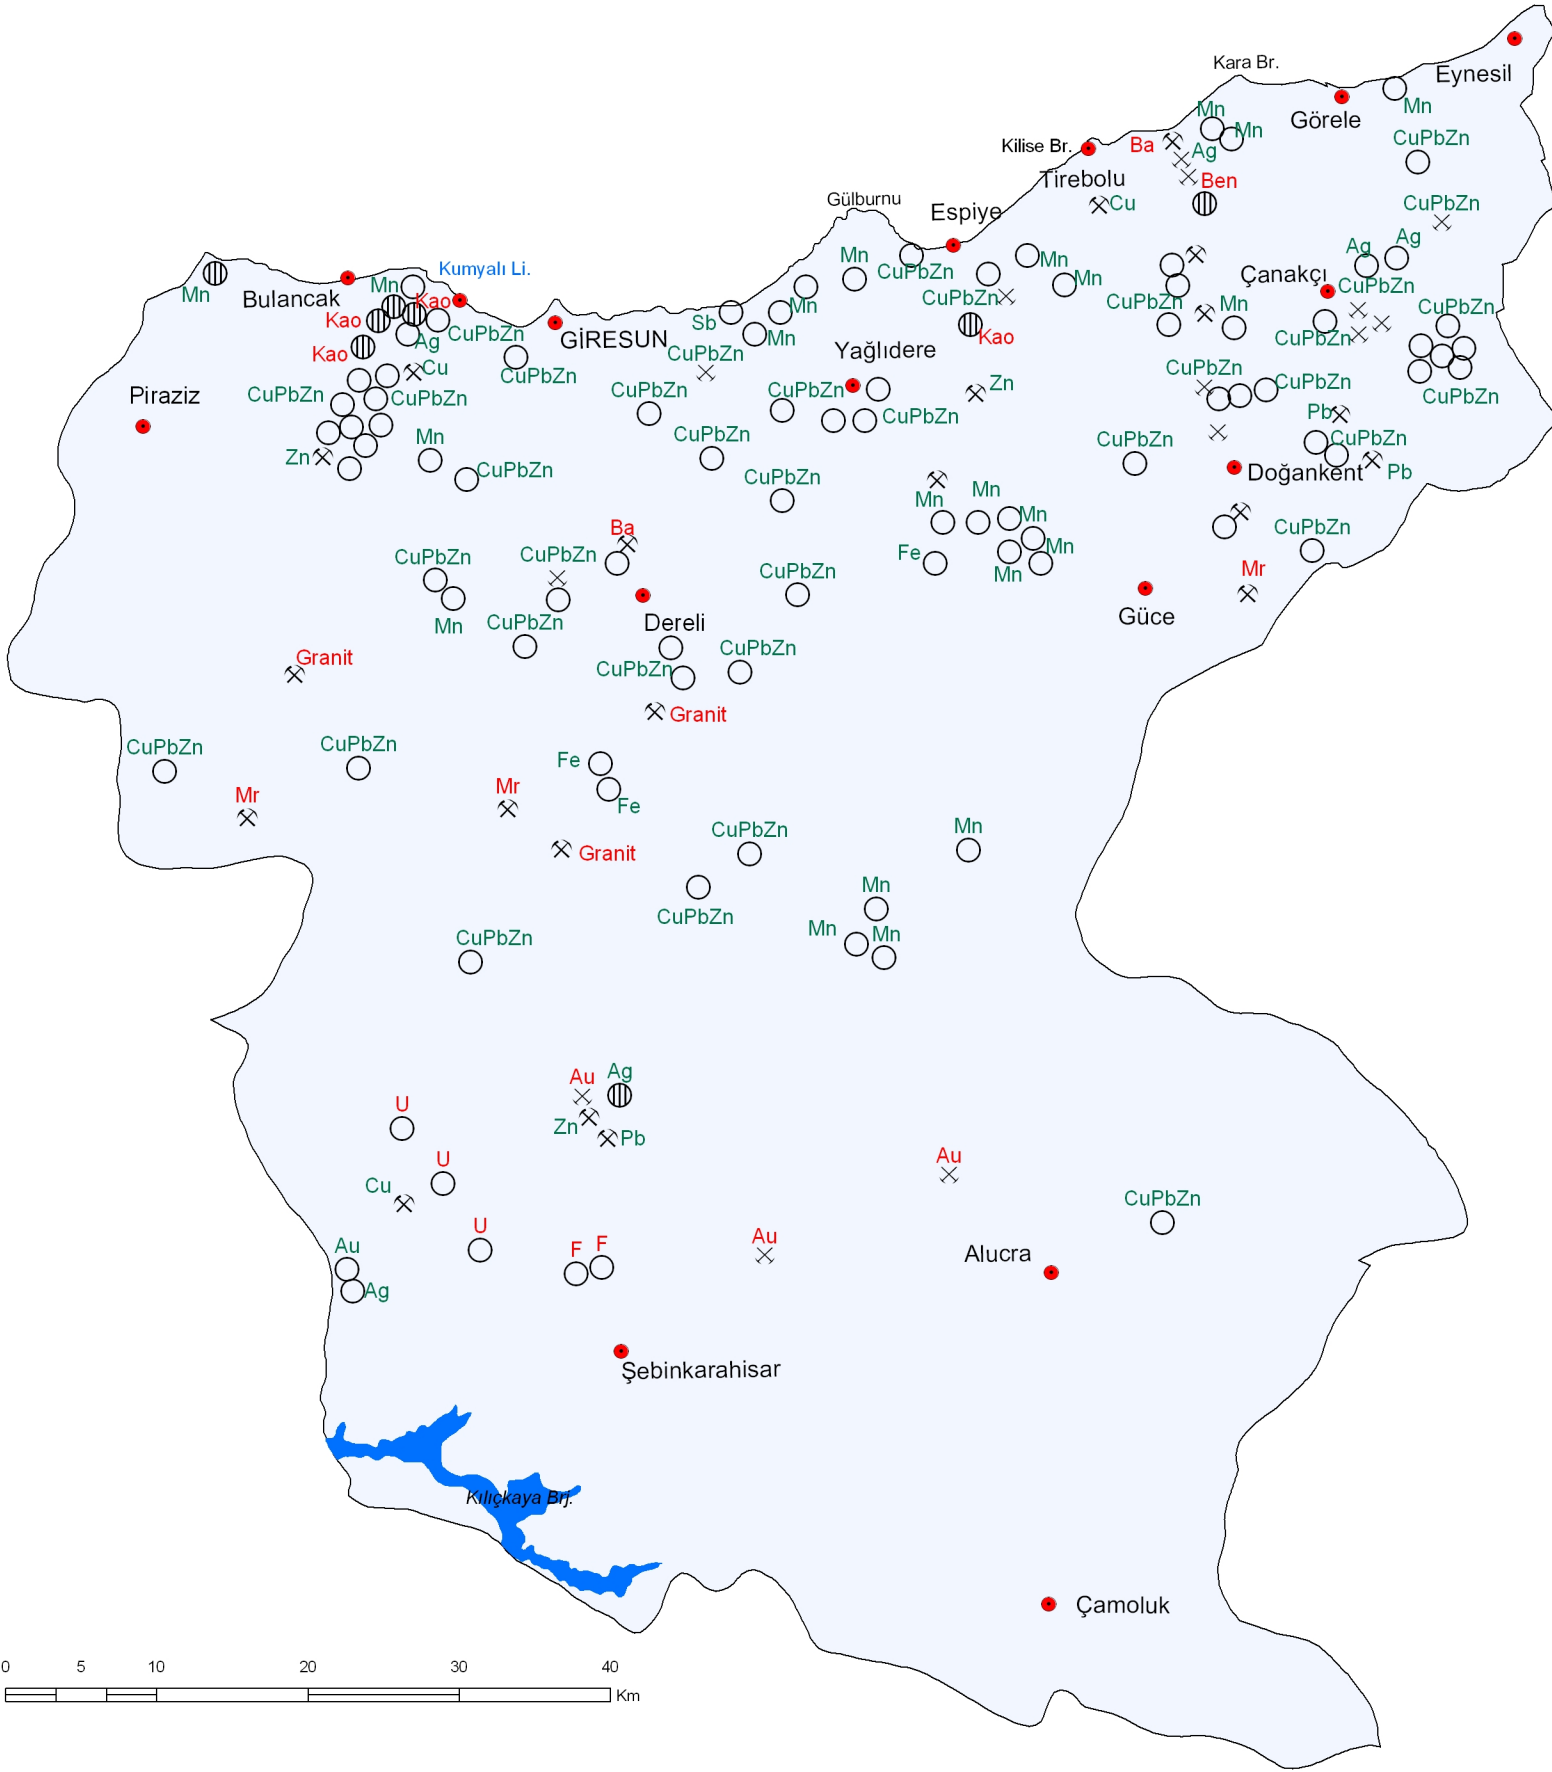 Kara Br.
Eynesil
Mn
Görele
Mn
Mn
CuPbZn
Kilise Br.
Ba
Ag
Tirebolu
Ben
Gülburnu
Cu
CuPbZn
Espiye
Ag
Ag
Mn
CuPbZn
Mn
Kumyalı Li.
Çanakçı
Mn
Mn
Bulancak
Mn
CuPbZn
CuPbZn
Kao
CuPbZn
Mn
Mn
CuPbZn
Kao
Sb
CuPbZn
CuPbZn
Ag
GİRESUN
Mn
Kao
Kao
CuPbZn
Yağlıdere
Cu
CuPbZn
CuPbZn
Zn
CuPbZn
Piraziz
CuPbZn
CuPbZn
CuPbZn
CuPbZn
CuPbZn
CuPbZn
Pb
Mn
CuPbZn
CuPbZn
CuPbZn
Zn
CuPbZn
CuPbZn
Doğankent
Pb
Mn
Mn
Mn
Ba
CuPbZn
CuPbZn
CuPbZn
Fe
Mn
Mn
CuPbZn
Mr
Mn
CuPbZn
Dereli
Güce
CuPbZn
Granit
CuPbZn
Granit
CuPbZn
CuPbZn
Fe
Mr
Mr
Fe
CuPbZn
Mn
Granit
Mn
CuPbZn
Mn
Mn
CuPbZn
Au
Ag
U
Zn
Pb
U
Au
Cu
CuPbZn
U
Au
F
F
Au
Alucra
Ag
Şebinkarahisar
Kılıçkaya Brj.
Çamoluk
0 5 10 20 30 40
Km